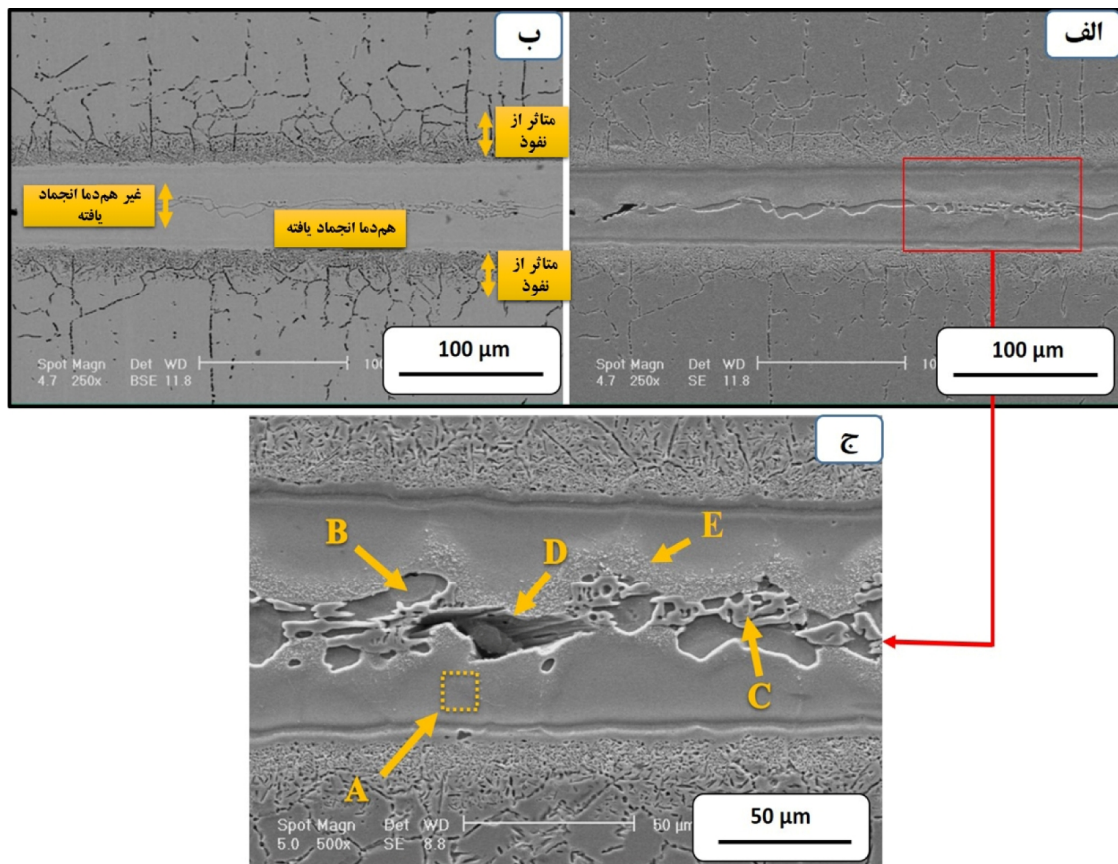 الف
ب
متاثر از
نفوذ
غیر هم‌دما انجماد
یافته
هم‌دما انجماد یافته
متاثر از
نفوذ
100 µm
Spot Magn Det WD
4.7 250x BSE 11.8
100 µm
Spot Magn Det WD
4.7 250x SE 11.8
ج
B
D
E
C
A
50 µm
Spot Magn Det WD
5.0 500x SE 8.8
50 µm